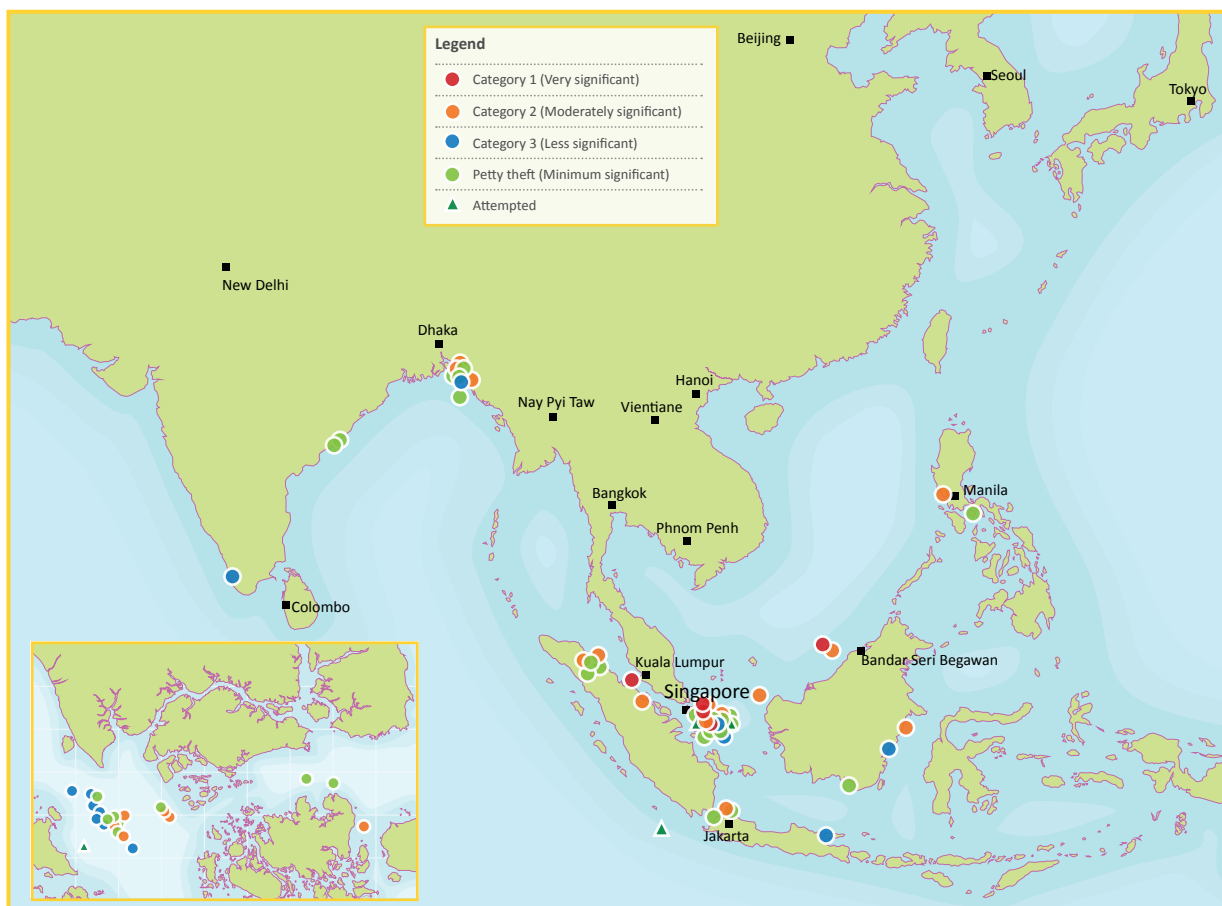 Legend
Category 1 (Very significant)
Category 2 (Moderately significant)
Category 3 (Less significant)
Petty theft (Minimum significant)
Attempted
Beijing
Seoul
Tokyo
New Delhi
Dhaka
Hanoi
Nay Pyi Taw
Vientiane
Bangkok
Manila
Phnom Penh
Colombo
Kuala Lumpur
Bandar Seri Begawan
Singapore
Jakarta